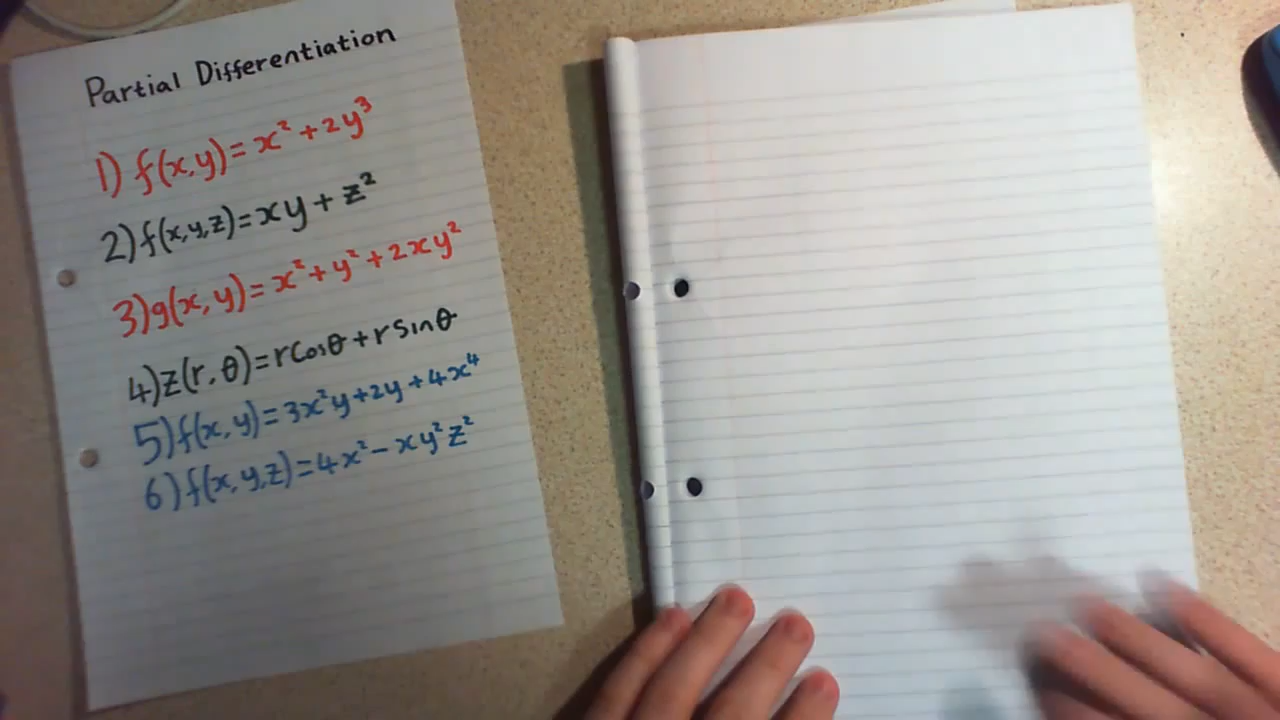 Partial Differentiation
1) f(x,y)=x²+2y³
2) f(x,y,z)=xy+z²
3) g(x,y)=x²+y²+2xy²
4) z(r,θ)=rCosθ+rSinθ
5) f(x,y)=3x²y+2y+4x⁴
6) f(x,y,z)=4x²-xy²z²